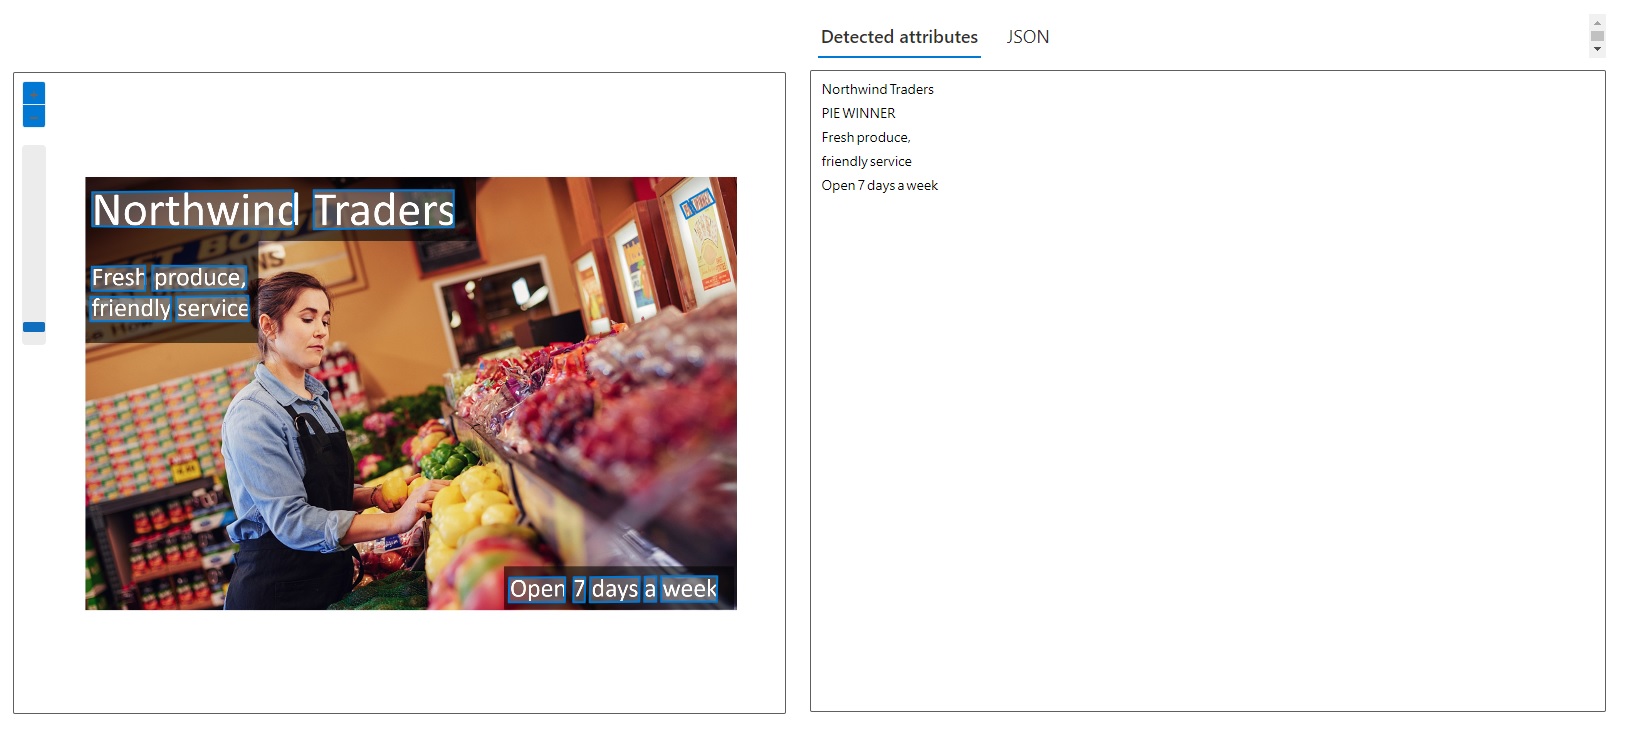 Detected attributes JSON
Northwind Traders
Fresh produce,
friendly service
Open 7 days a week
Northwind Traders
PIE WINNER
Fresh produce,
friendly service
Open 7 days a week